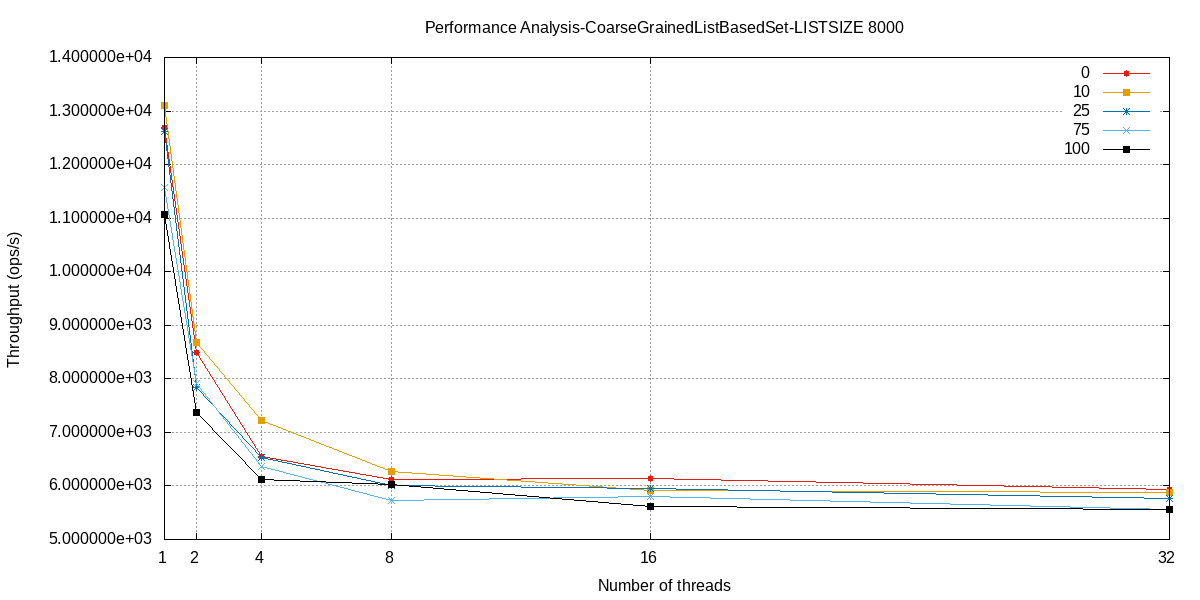 Performance Analysis-CoarseGrainedListBasedSet-LISTSIZE 8000
1.400000e+04
1.300000e+04
1.200000e+04
1.100000e+04
1.000000e+04
9.000000e+03
8.000000e+03
7.000000e+03
6.000000e+03
5.000000e+03
Throughput (ops/s)
0
10
25
75
100
1 2 4 8 16 32
Number of threads